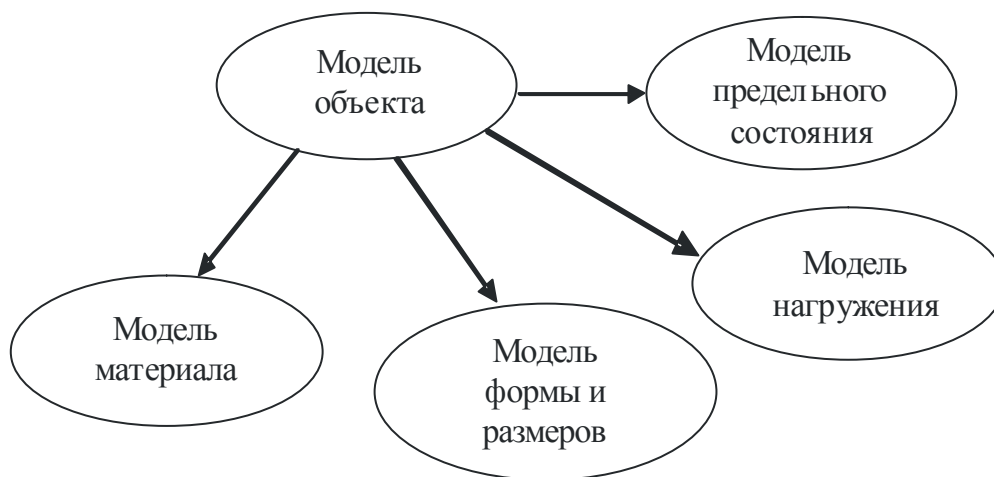 Модель
объекта
Модель
предельного
состояния
Модель
нагружения
Модель
материала
Модель
формы и
размеров